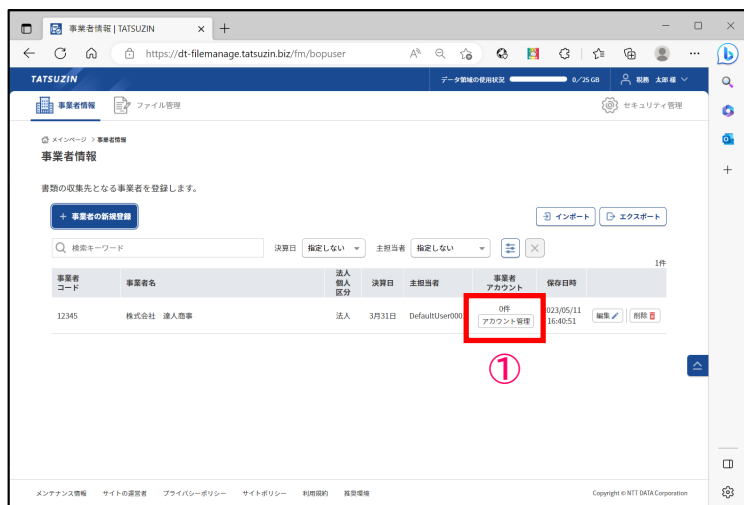 事業者情報 | TATSUZIN
https://dt-filemanage.tatsuzin.biz/fm/bopuser
TATSUZIN
データ領域の使用状況 0/25 GB 税務 太郎 様
事業者情報 ファイル管理 セキュリティ管理
メインページ > 事業者情報
事業者情報
書類の収集先となる事業者を登録します。
+ 事業者の新規登録 インポート エクスポート
検索キーワード 決算日 指定しない 主担当者 指定しない
1件
事業者コード 事業者名 法人個人区分 決算日 主担当者 事業者アカウント 保存日時
12345 株式会社 達人商事 法人 3月31日 DefaultUser000 0件 アカウント管理 023/05/11 16:40:51 編集 削除
①
メンテナンス情報 サイトの運営者 プライバシーポリシー サイトポリシー 利用規約 推奨環境 Copyright © NTT DATA Corporation